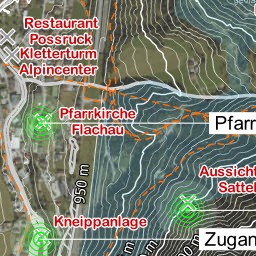 Restaurant
Possruck
Kletterturm
Alpincenter
Pfarrkirche
Flachau
Pfarr
Aussicht
Sattel
950 m
Kneippanlage
Zugan